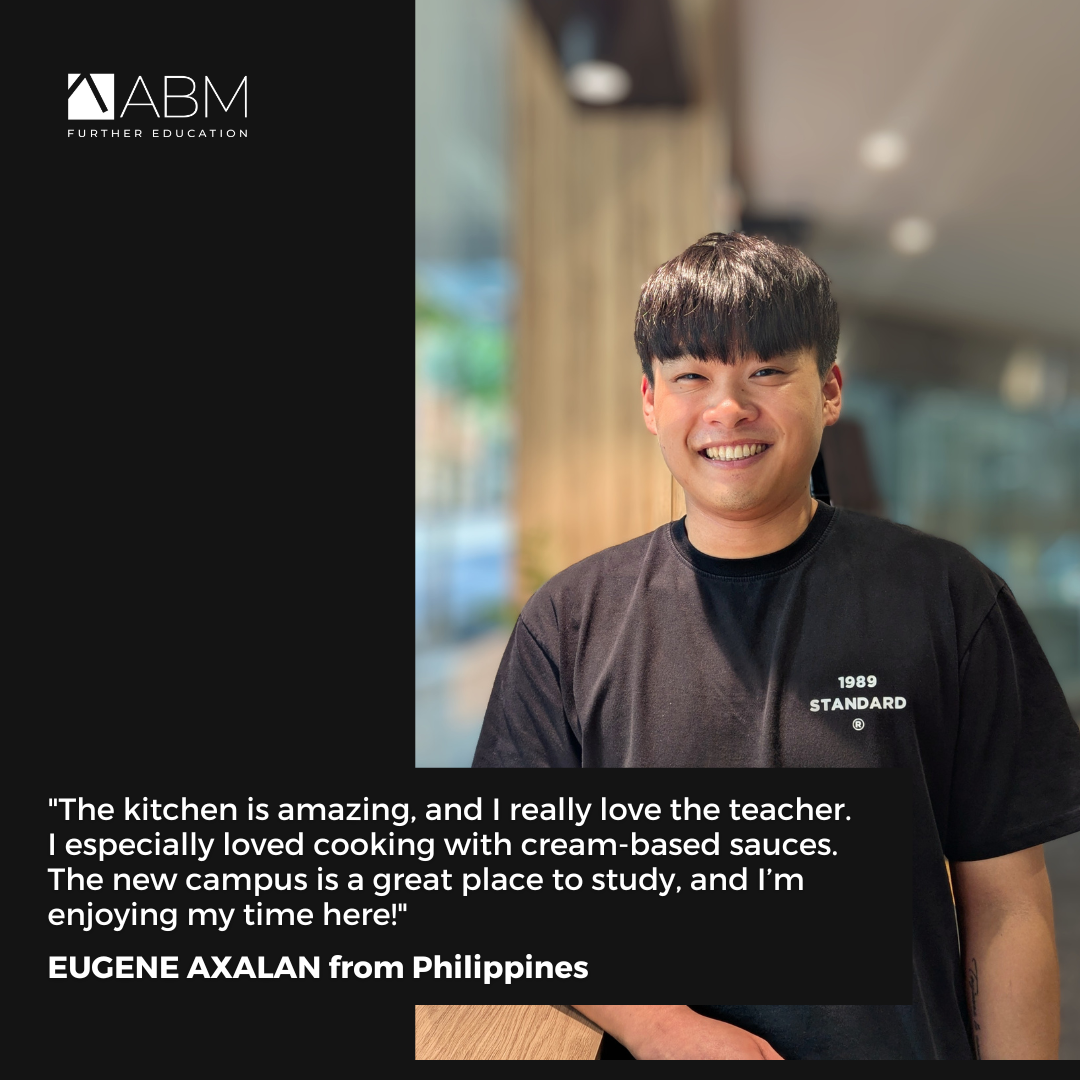 ABM
FURTHER EDUCATION
1989
STANDARD
®
"The kitchen is amazing, and I really love the teacher.
I especially loved cooking with cream-based sauces.
The new campus is a great place to study, and I’m
enjoying my time here!"
EUGENE AXALAN from Philippines